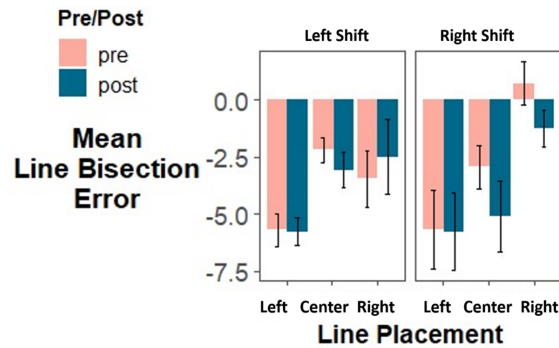 Pre/Post
pre
post
Mean
Line Bisection
Error
Left Shift
Right Shift
0.0
-2.5
-5.0
-7.5
Left Center Right
Left Center Right
Line Placement